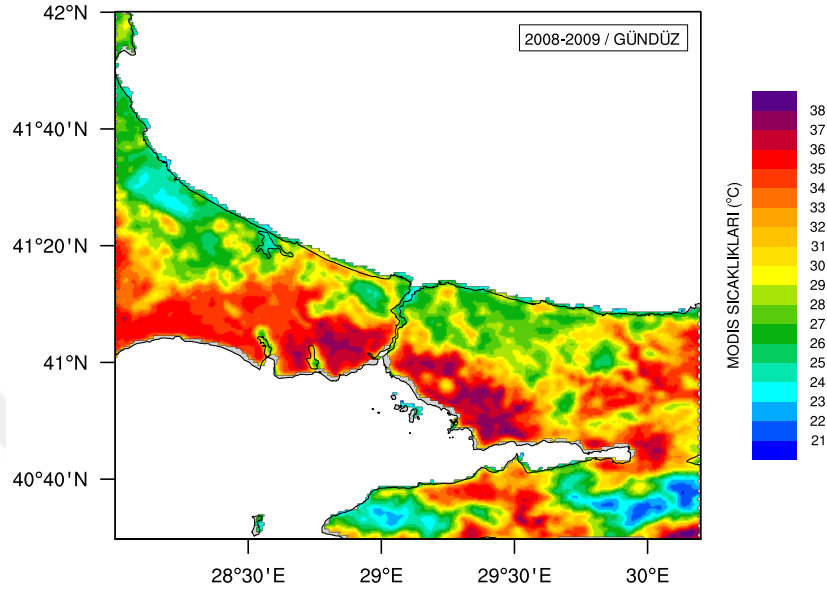 2008-2009 / GÜNDÜZ
42°N
41°40'N
41°20'N
41°N
40°40'N
28°30'E
29°E
29°30'E
30°E
MODIS SICAKLIKLARI (°C)
38
37
36
35
34
33
32
31
30
29
28
27
26
25
24
23
22
21